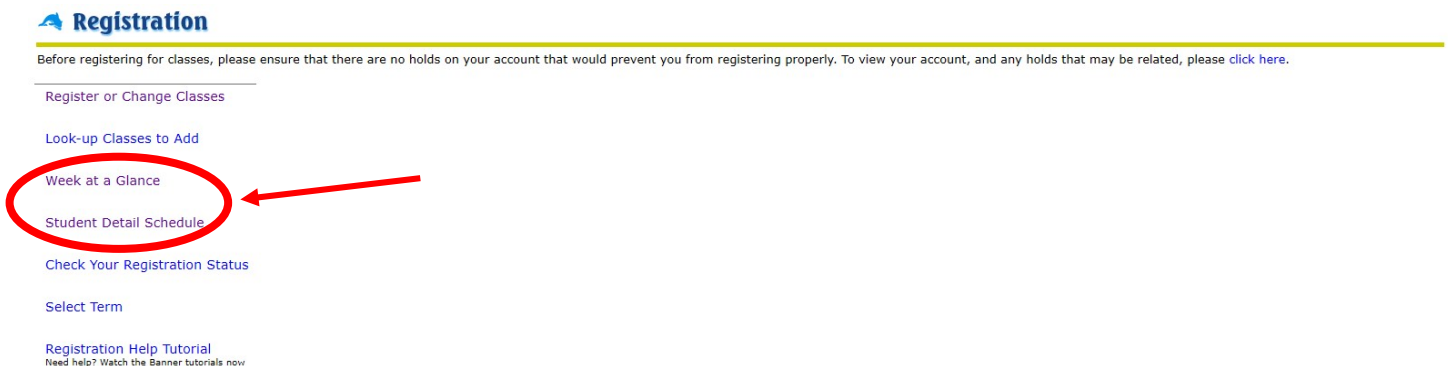 Registration
Before registering for classes, please ensure that there are no holds on your account that would prevent you from registering properly. To view your account, and any holds that may be related, please click here.
Register or Change Classes
Look-up Classes to Add
Week at a Glance
Student Detail Schedule
Check Your Registration Status
Select Term
Registration Help Tutorial
Need help? Watch the Banner tutorials now